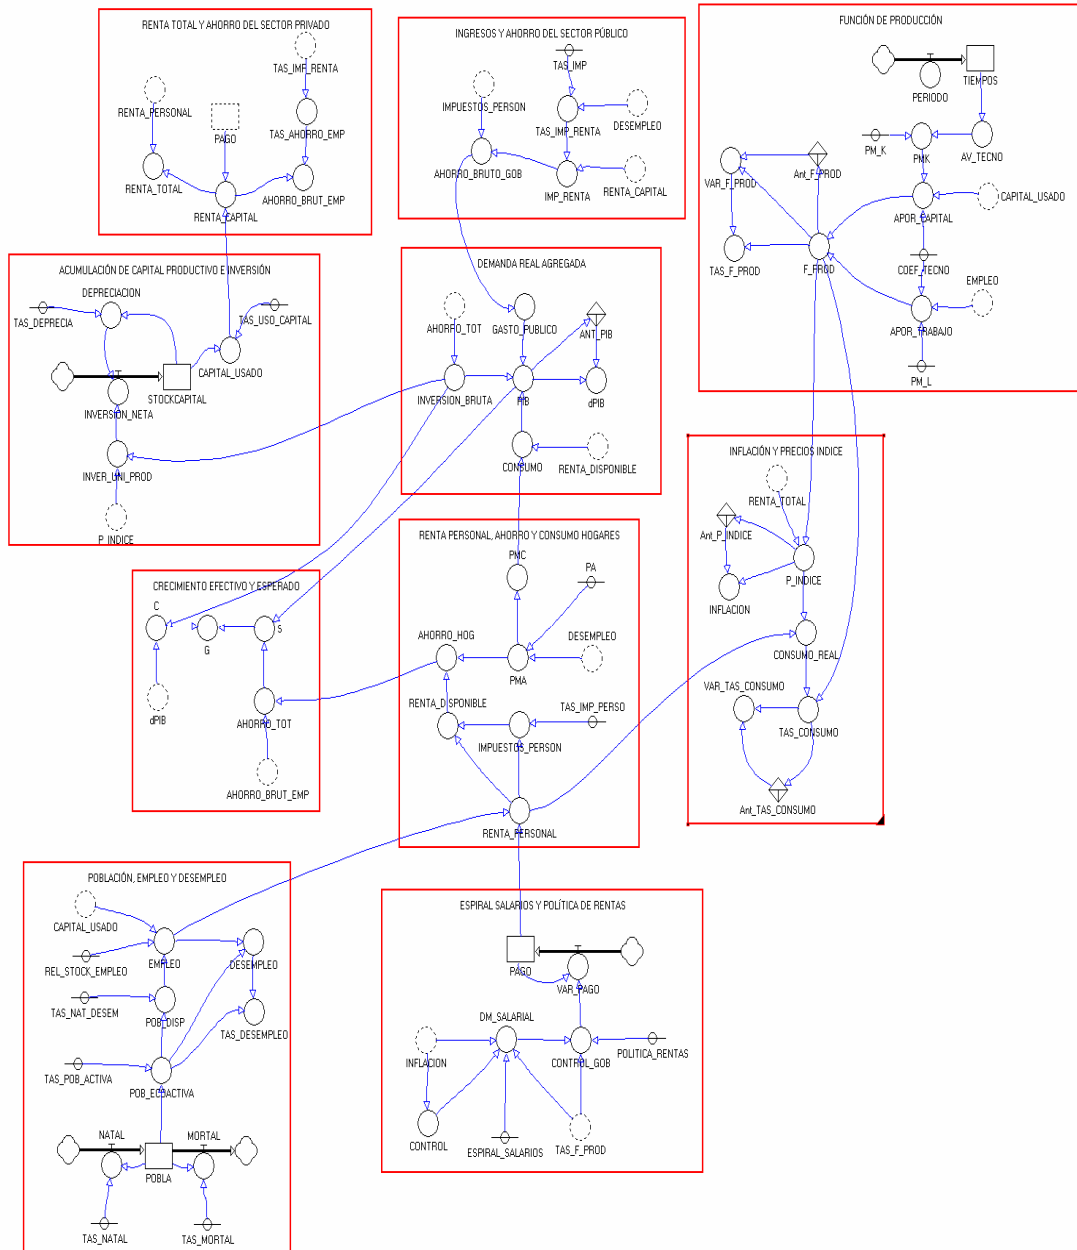 RENTA TOTAL Y AHORRO DEL SECTOR PRIVADO
TAS_IMP_RENTA
RENTA_PERSONAL
PAGO
TAS_AHORRO_EMP
RENTA_TOTAL
AHORRO_BRUT_EMP
RENTA_CAPITAL
INGRESOS Y AHORRO DEL SECTOR PÚBLICO
TAS_IMP
IMPUESTOS_PERSON
DESEMPLEO
TAS_IMP_RENTA
AHORRO_BRUTO_GOB
IMP_RENTA
RENTA_CAPITAL
FUNCIÓN DE PRODUCCIÓN
TIEMPOS
PERIODO
PM_K
PMK
AV_TECNO
VAR_F_PROD
Ant_F_PROD
CAPITAL_USADO
APOR_CAPITAL
F_PROD
TAS_F_PROD
COEF_TECNO
EMPLEO
APOR_TRABAJO
PM_L
ACUMULACIÓN DE CAPITAL PRODUCTIVO E INVERSIÓN
DEPRECIACION
TAS_DEPRECIA
TAS_USO_CAPITAL
CAPITAL_USADO
STOCKCAPITAL
INVERSION_NETA
INVER_UNI_PROD
P_INDICE
DEMANDA REAL AGREGADA
AHORRO_TOT
GASTO_PUBLICO
ANT_PIB
INVERSION_BRUTA
PIB
dPIB
CONSUMO
RENTA_DISPONIBLE
INFLACIÓN Y PRECIOS INDICE
RENTA_TOTAL
Ant_P_INDICE
P_INDICE
INFLACION
CONSUMO_REAL
VAR_TAS_CONSUMO
TAS_CONSUMO
Ant_TAS_CONSUMO
RENTA PERSONAL, AHORRO Y CONSUMO HOGARES
PMC
PA
AHORRO_HOG
DESEMPLEO
PMA
RENTA_DISPONIBLE
TAS_IMP_PERSO
IMPUESTOS_PERSON
RENTA_PERSONAL
CRECIMIENTO EFECTIVO Y ESPERADO
C
G
S
dPIB
AHORRO_TOT
AHORRO_BRUT_EMP
POBLACIÓN, EMPLEO Y DESEMPLEO
CAPITAL_USADO
EMPLEO
DESEMPLEO
REL_STOCK_EMPLEO
TAS_NAT_DESEM
POB_DISP
TAS_DESEMPLEO
TAS_POB_ACTIVA
POB_ECOACTIVA
NATAL
MORTAL
POBLA
TAS_NATAL
TAS_MORTAL
ESPIRAL SALARIOS Y POLÍTICA DE RENTAS
PAGO
VAR_PAGO
DM_SALARIAL
INFLACION
CONTROL_GOB
POLITICA_RENTAS
CONTROL
ESPIRAL_SALARIOS
TAS_F_PROD